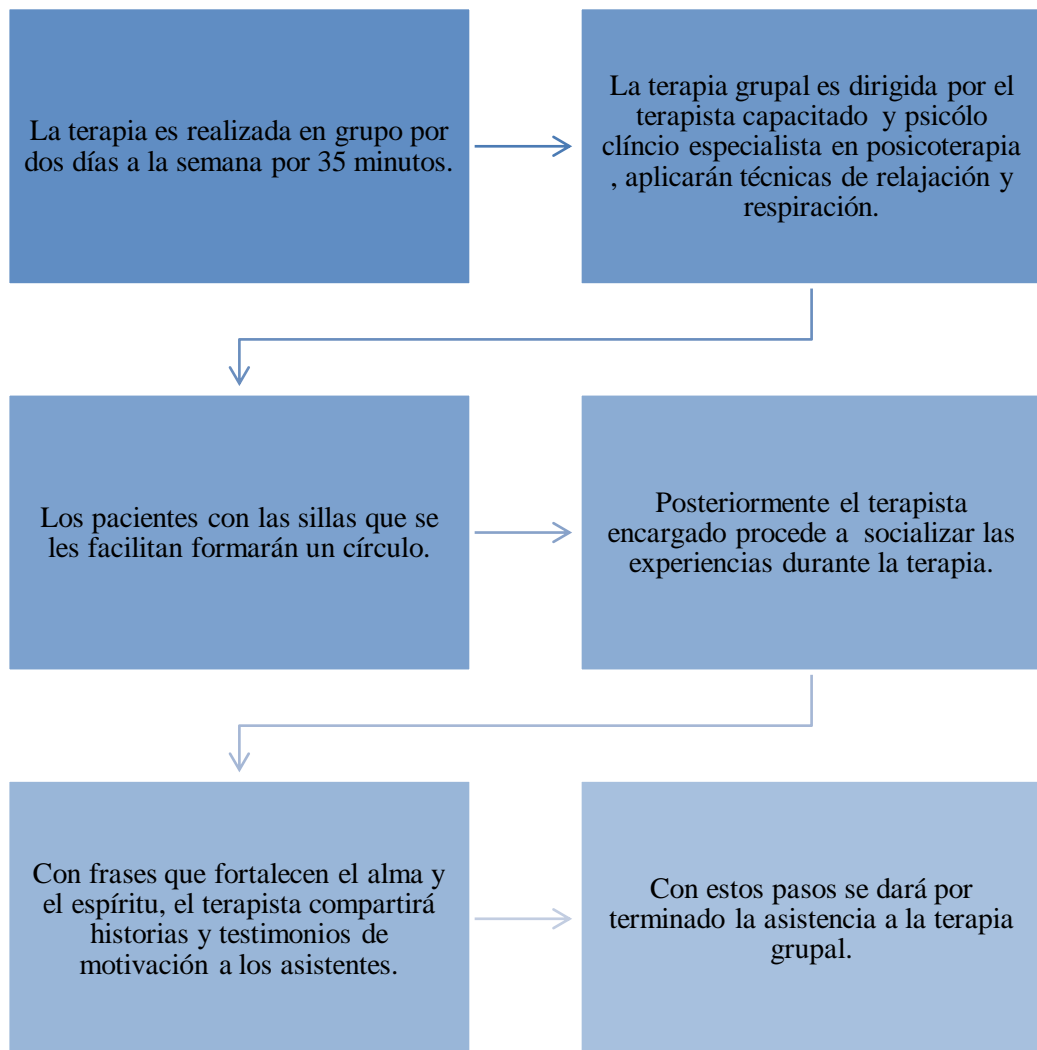 La terapia es realizada en grupo por
dos días a la semana por 35 minutos.
La terapia grupal es dirigida por el
terapista capacitado  y psicólo
clíncio especialista en posicoterapia
, aplicarán técnicas de relajación y
respiración.
Los pacientes con las sillas que se
les facilitan formarán un círculo.
Posteriormente el terapista
encargado procede a  socializar las
experiencias durante la terapia.
Con frases que fortalecen el alma y
el espíritu, el terapista compartirá
historias y testimonios de
motivación a los asistentes.
Con estos pasos se dará por
terminado la asistencia a la terapia
grupal.